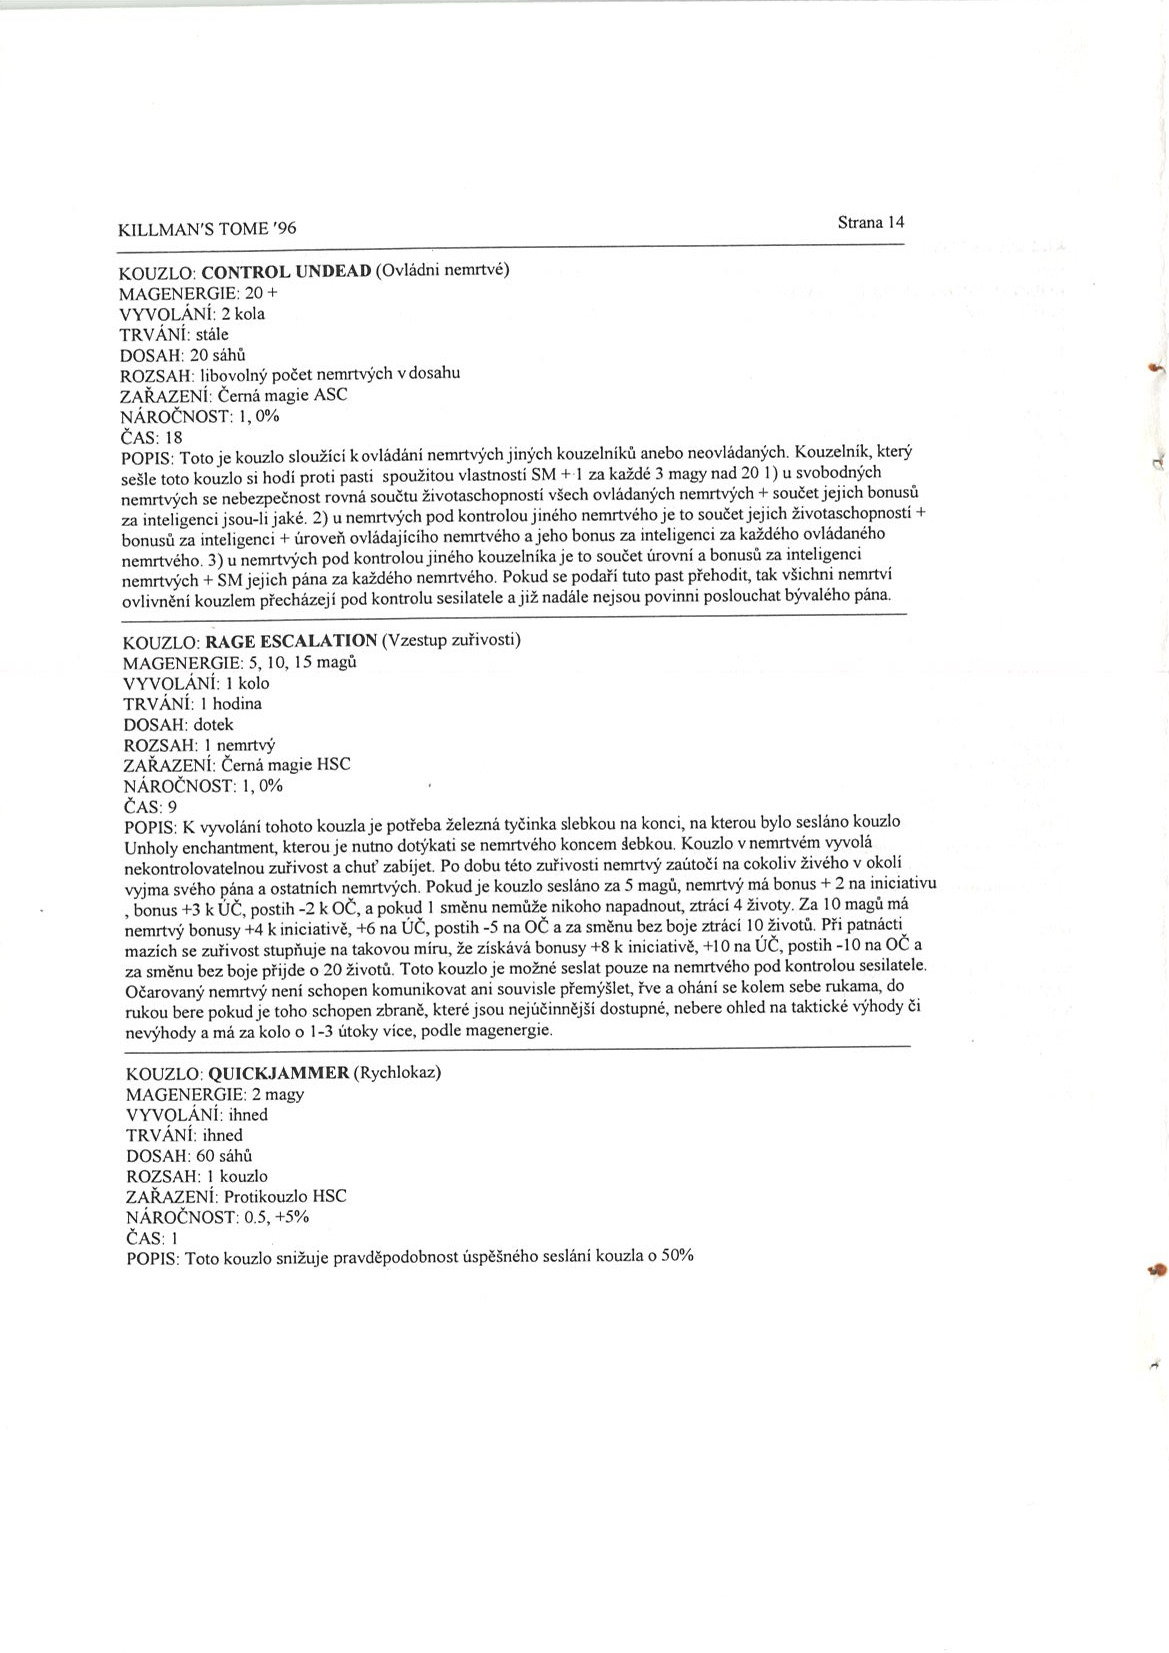 KILLMAN'S TOME '96
Strana 14
KOUZLO: CONTROL UNDEAD (Ovládni nemrtvé)
MAGENERGIE: 20 +
VYVOLÁNÍ: 2 kola
TRVÁNÍ: stále
DOSAH: 20 sáhů
ROZSAH: libovolný počet nemrtvých v dosahu
ZAŘAZENÍ: Černá magie ASC
NÁROČNOST: 1, 0%
ČAS: 18
POPIS: Toto je kouzlo sloužící k ovládání nemrtvých jiných kouzelníků anebo neovládaných. Kouzelník, který
sešle toto kouzlo si hodí proti pasti spoužitou vlastností SM + 1 za každé 3 magy nad 20 1) u svobodných
nemrtvých se nebezpečnost rovná součtu životaschopností všech ovládaných nemrtvých + součet jejich bonusů
za inteligenci jsou-li jaké. 2) u nemrtvých pod kontrolou jiného nemrtvého je to součet jejich životaschopností +
bonusů za inteligenci + úroveň ovládajícího nemrtvého a jeho bonus za inteligenci za každého ovládaného
nemrtvého. 3) u nemrtvých pod kontrolou jiného kouzelníka je to součet úrovní a bonusů za inteligenci
nemrtvých + SM jejich pána za každého nemrtvého. Pokud se podaří tuto past přehodit, tak všichni nemrtví
ovlivnění kouzlem přecházejí pod kontrolu sesilatele a již nadále nejsou povinni poslouchat bývalého pána.
KOUZLO: RAGE ESCALATION (Vzestup zuřivosti)
MAGENERGIE: 5, 10, 15 magů
VYVOLÁNÍ: 1 kolo
TRVÁNÍ: 1 hodina
DOSAH: dotek
ROZSAH: 1 nemrtvý
ZAŘAZENÍ: Černá magie HSC
NÁROČNOST: 1, 0%
ČAS: 9
POPIS: K vyvolání tohoto kouzla je potřeba železná tyčinka slebkou na konci, na kterou bylo sesláno kouzlo
Unholy enchantment, kterou je nutno dotýkati se nemrtvého koncem slebkou. Kouzlo v nemrtvém vyvolá
nekontrolovatelnou zuřivost a chuť zabíjet. Po dobu této zuřivosti nemrtvý zaútočí na cokoliv živého v okolí
vyjma svého pána a ostatních nemrtvých. Pokud je kouzlo sesláno za 5 magů, nemrtvý má bonus + 2 na iniciativu
, bonus +3 k ÚČ, postih -2 k OČ, a pokud 1 směnu nemůže nikoho napadnout, ztrácí 4 životy. Za 10 magů má
nemrtvý bonusy +4 k iniciativě, +6 na ÚČ, postih -5 na OČ a za směnu bez boje ztrácí 10 životů. Při patnácti
mazích se zuřivost stupňuje na takovou míru, že získává bonusy +8 k iniciativě, +10 na ÚČ, postih -10 na OČ a
za směnu bez boje přijde o 20 životů. Toto kouzlo je možné seslat pouze na nemrtvého pod kontrolou sesilatele.
Očarovaný nemrtvý není schopen komunikovat ani souvisle přemýšlet, řve a ohání se kolem sebe rukama, do
rukou bere pokud je toho schopen zbraně, které jsou nejúčinnější dostupné, nebere ohled na taktické výhody či
nevýhody a má za kolo o 1-3 útoky více, podle magenergie.
KOUZLO: QUICKJAMMER (Rychlokaz)
MAGENERGIE: 2 magy
VYVOLÁNÍ: ihned
TRVÁNÍ: ihned
DOSAH: 60 sáhů
ROZSAH: 1 kouzlo
ZAŘAZENÍ: Protikouzlo HSC
NÁROČNOST: 0.5, +5%
ČAS: 1
POPIS: Toto kouzlo snižuje pravděpodobnost úspěšného seslání kouzla o 50%